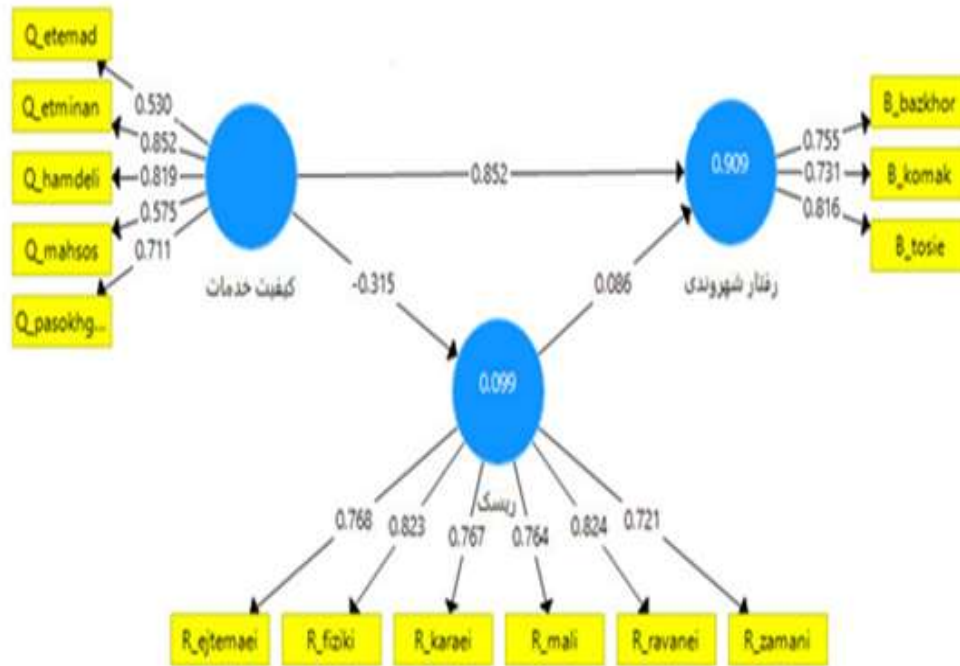 Q_etemad
Q_etminan
Q_hamdeli
Q_mahsos
Q_pasokhg...
0.530
0.852
0.819
0.575
0.711
کیفیت خدمات
0.852
-0.315
0.086
0.909
رفتار شهروندی
0.755
0.731
0.816
B_bazkhor
B_komak
B_tosie
0.099
ریسک
0.768
0.823
0.767
0.764
0.824
0.721
R_ejtemaei
R_fiziki
R_karaei
R_mali
R_ravanei
R_zamani